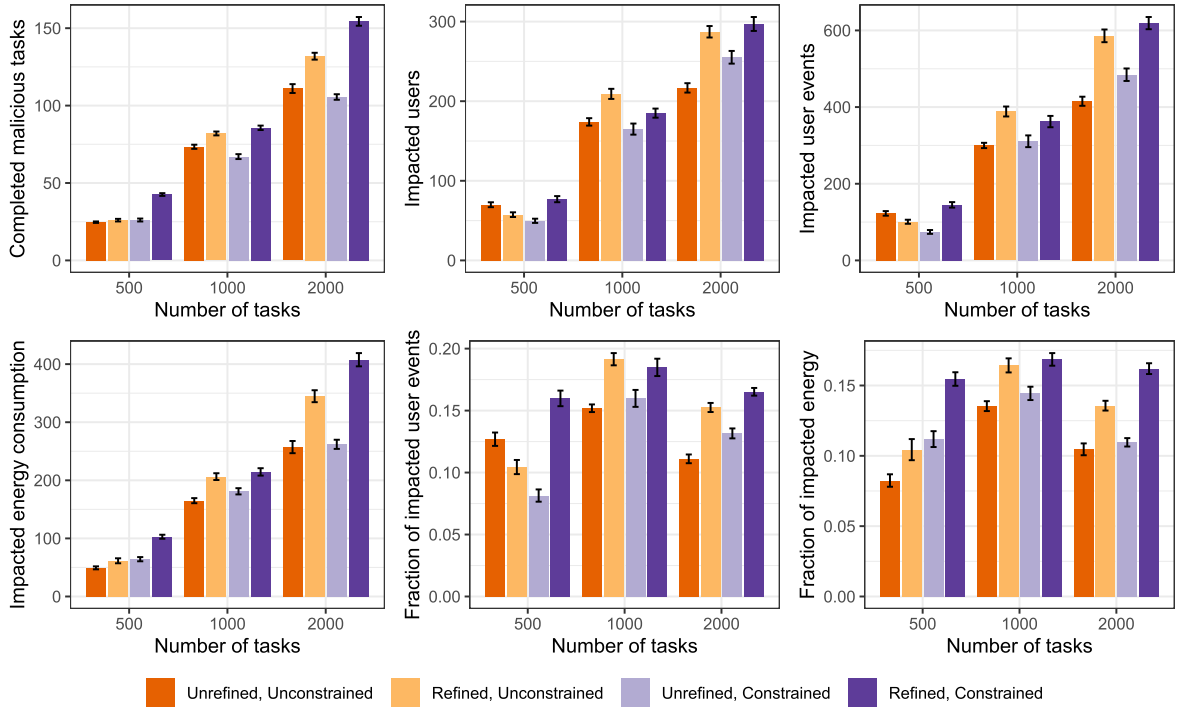 Completed malicious tasks
150
100
50
0
500 1000 2000
Number of tasks
Impacted users
300
200
100
0
500 1000 2000
Number of tasks
Impacted user events
600
400
200
0
500 1000 2000
Number of tasks
Impacted energy consumption
400
300
200
100
0
500 1000 2000
Number of tasks
Fraction of impacted user events
0.20
0.15
0.10
0.05
0.00
500 1000 2000
Number of tasks
Fraction of impacted energy
0.15
0.10
0.05
0.00
500 1000 2000
Number of tasks
Unrefined, Unconstrained Refined, Unconstrained Unrefined, Constrained Refined, Constrained